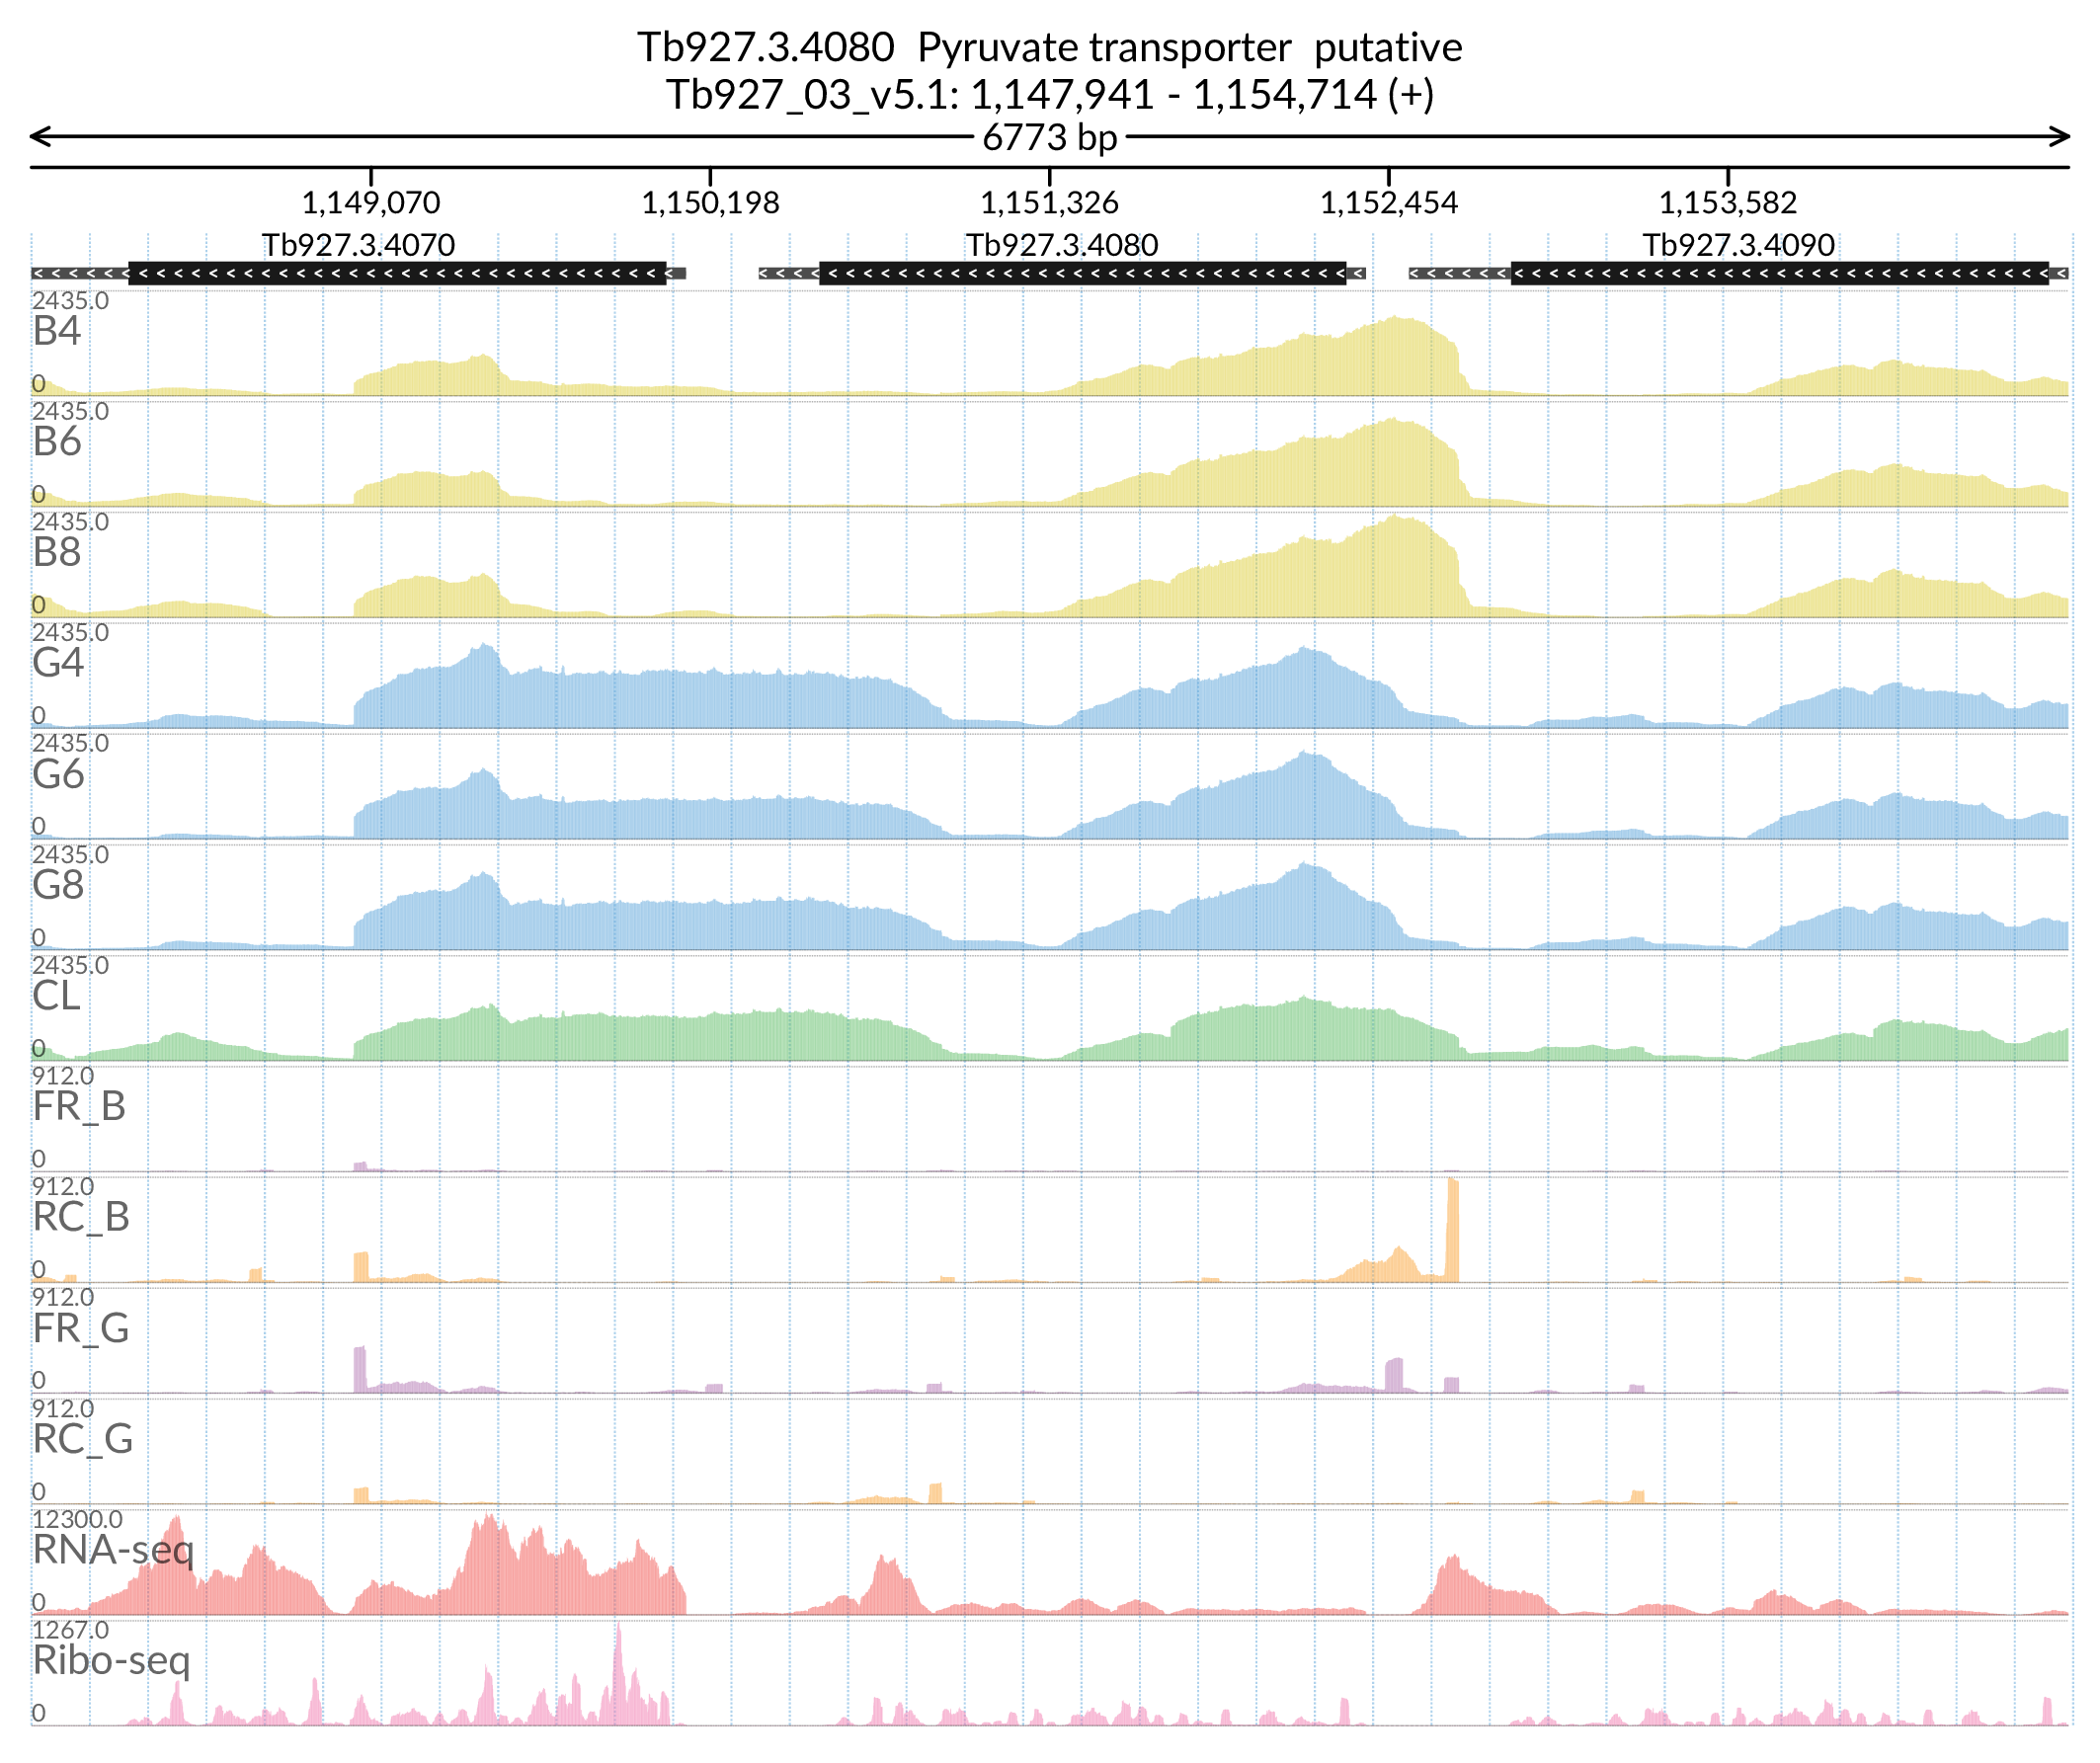 Tb927.3.4080  Pyruvate transporter  putative
Tb927_03_v5.1: 1,147,941 - 1,154,714 (+)
6773 bp
1,149,070 1,150,198 1,151,326 1,152,454 1,153,582
Tb927.3.4070 Tb927.3.4080 Tb927.3.4090
2435.0
B4
0
2435.0
B6
0
2435.0
B8
0
2435.0
G4
0
2435.0
G6
0
2435.0
G8
0
2435.0
CL
0
912.0
FR_B
0
912.0
RC_B
0
912.0
FR_G
0
912.0
RC_G
0
12300.0
RNA-seq
0
1267.0
Ribo-seq
0